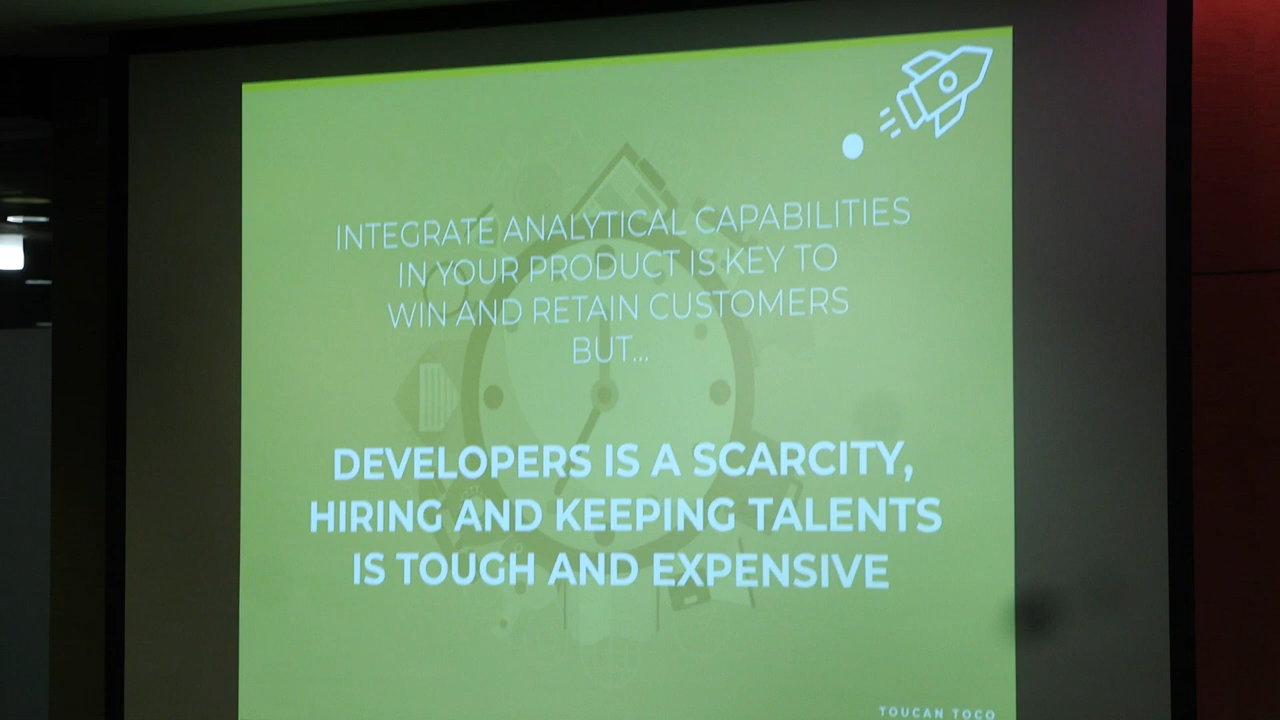 INTEGRATE ANALYTICAL CAPABILITIES
IN YOUR PRODUCT IS KEY TO
WIN AND RETAIN CUSTOMERS
BUT...
DEVELOPERS IS A SCARCITY,
HIRING AND KEEPING TALENTS
IS TOUGH AND EXPENSIVE
TOUCAN TOCO